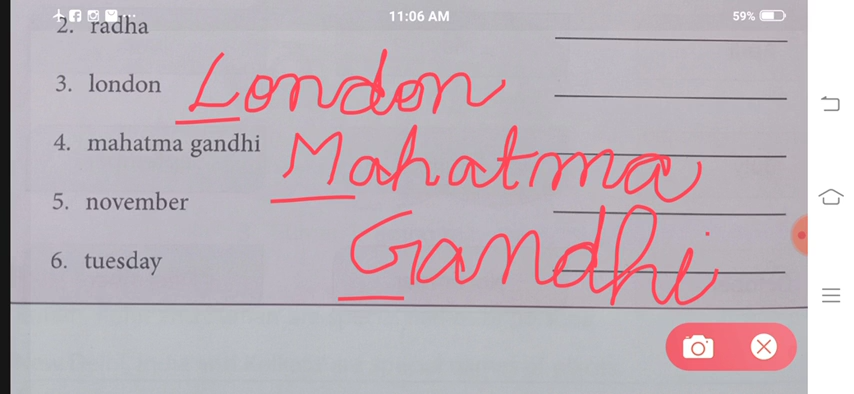 11:06 AM 59%
2. radha
3. london London
4. mahatma gandhi Mahatma
5. november
Gandhi
6. tuesday